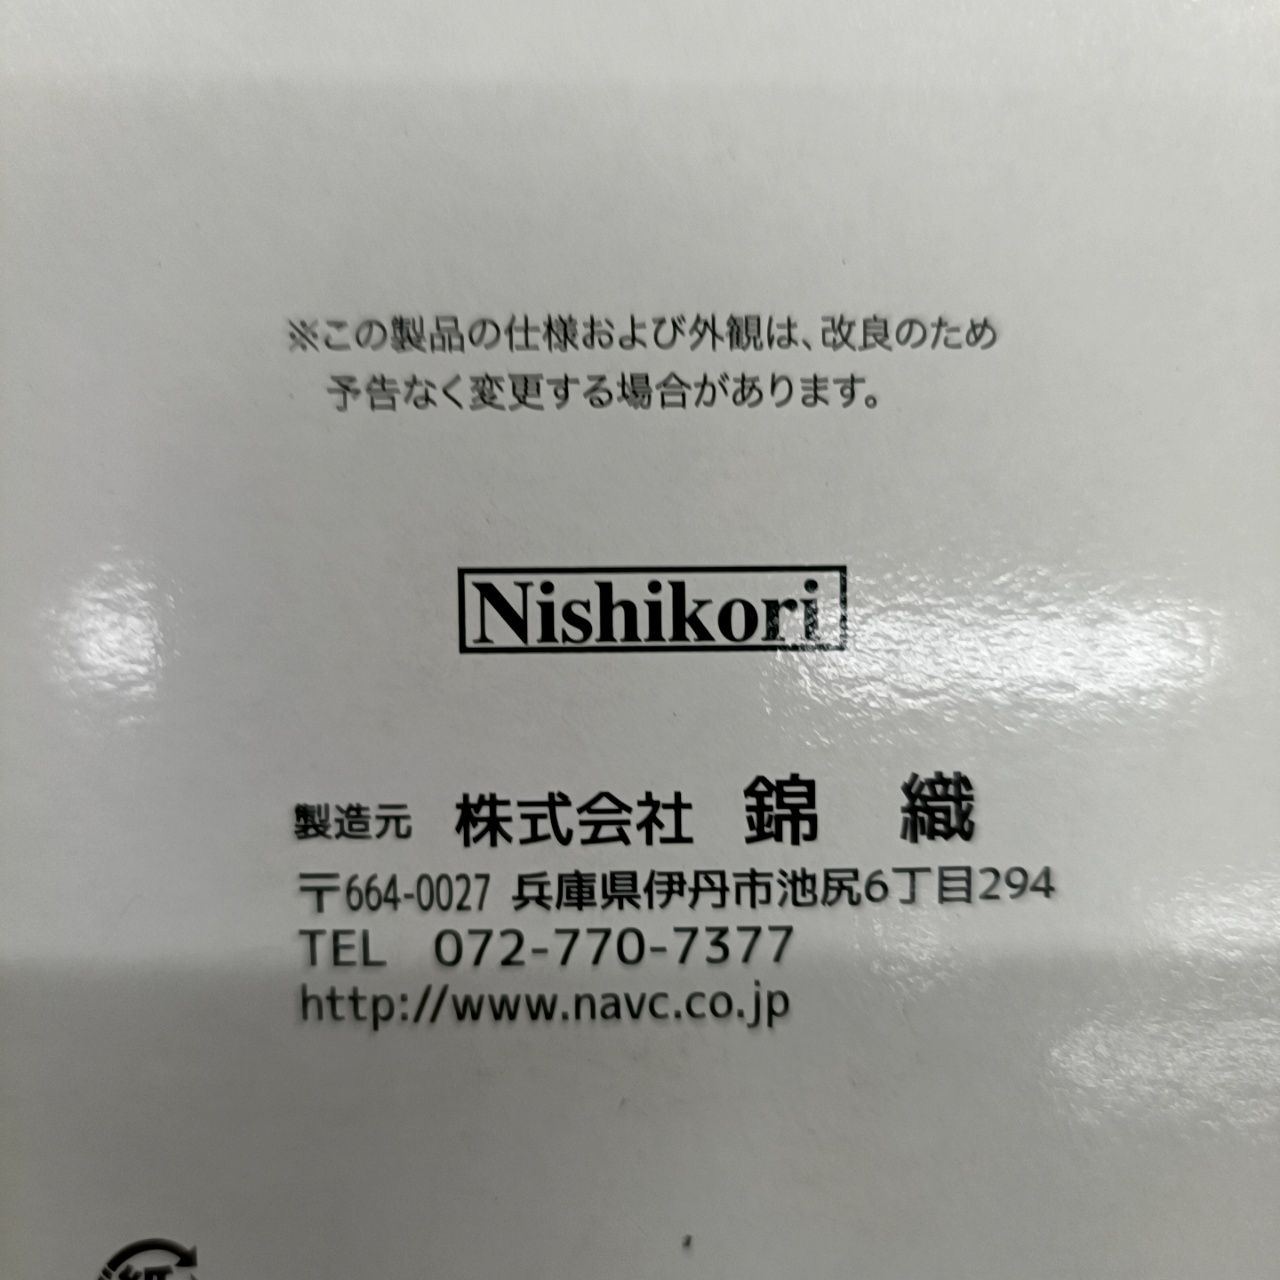 ※この製品の仕様および外観は、改良のため
予告なく変更する場合があります。
Nishikori
製造元 株式会社 錦 織
〒664-0027 兵庫県伊丹市池尻6丁目294
TEL 072-770-7377
http://www.navc.co.jp
紙